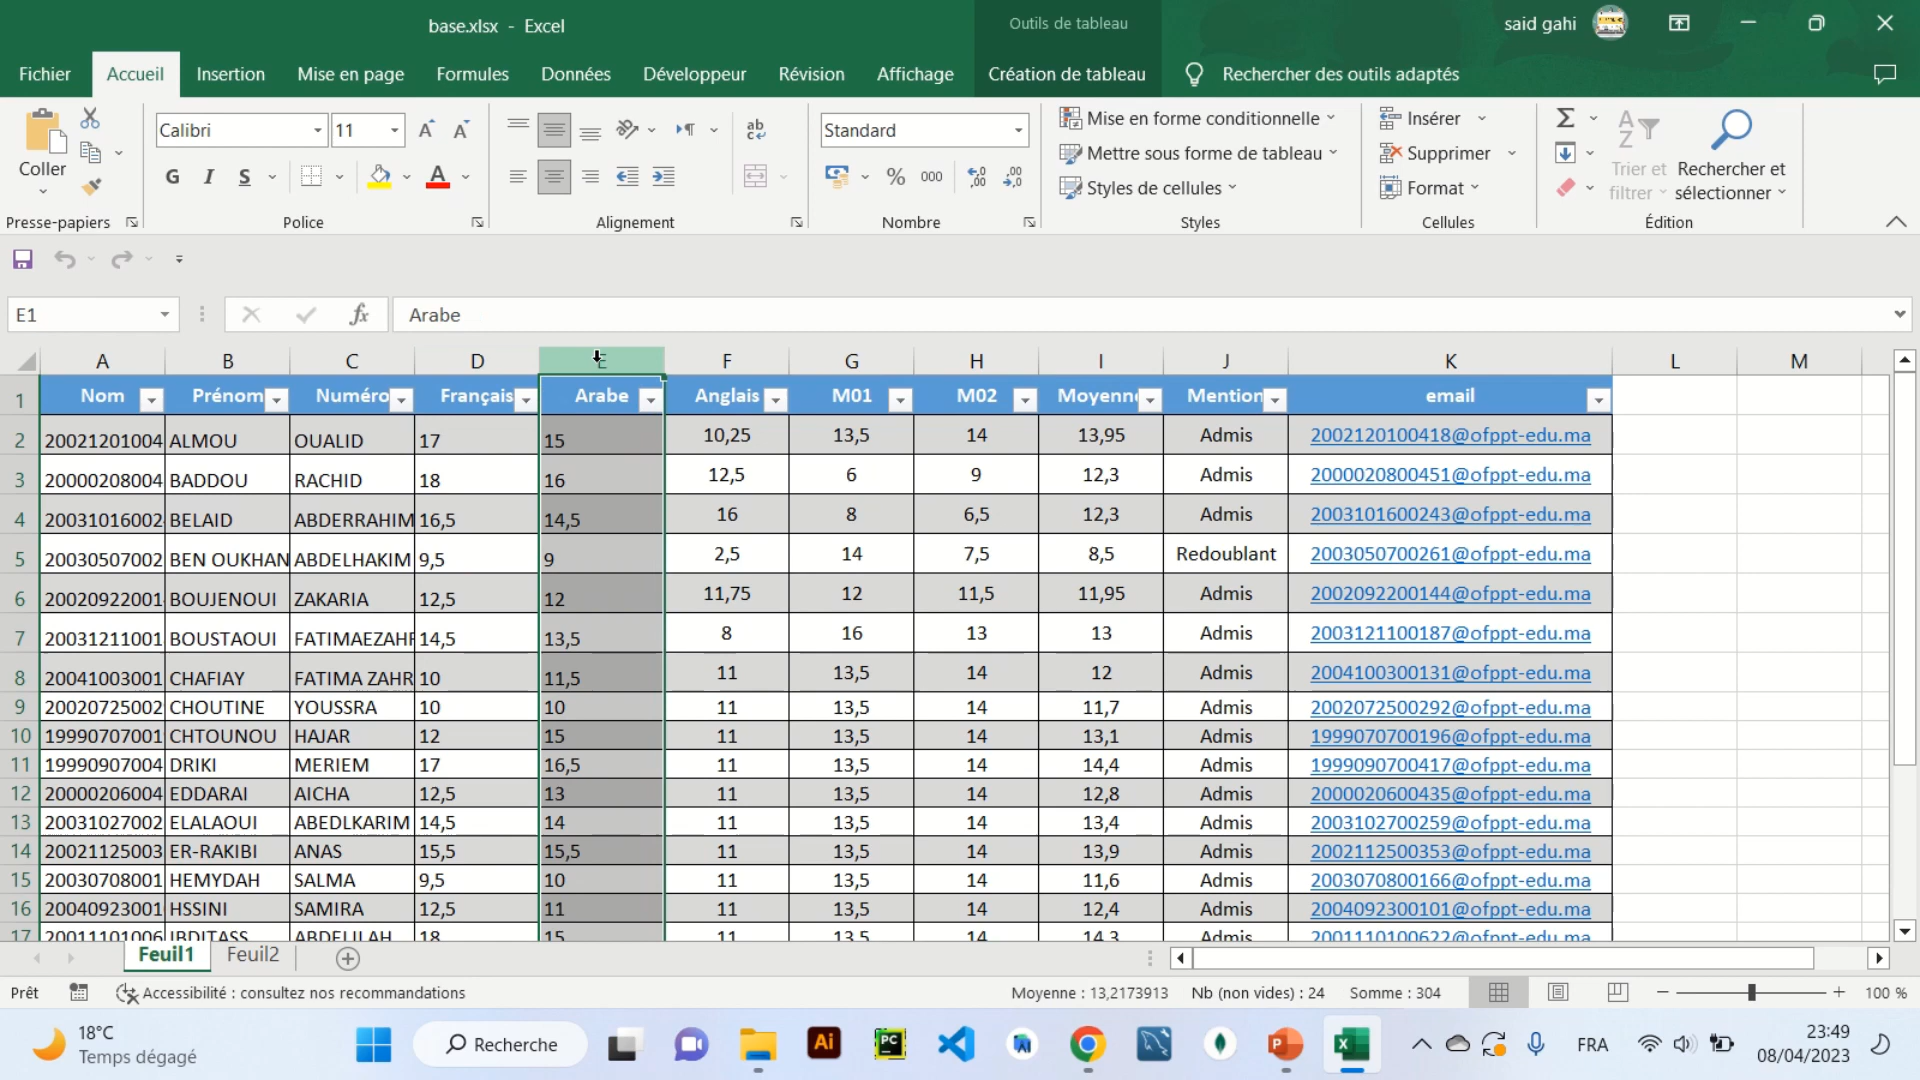 base.xlsx - Excel
Outils de tableau
said gahi
Fichier Accueil Insertion Mise en page Formules Données Développeur Révision Affichage Création de tableau Rechercher des outils adaptés
Coller
Calibri 11
G I S
Standard
% 000
Mise en forme conditionnelle
Mettre sous forme de tableau
Styles de cellules
Insérer
Supprimer
Format
Trier et filtrer
Rechercher et sélectionner
Presse-papiers Police Alignement Nombre Styles Cellules Édition
E1 fx Arabe
A B C D E F G H I J K L M
1 Nom Prénom Numéro Français Arabe Anglais M01 M02 Moyenn Mention email
2 20021201004 ALMOU OUALID 17 15 10,25 13,5 14 13,95 Admis 2002120100418@ofppt-edu.ma
3 20000208004 BADDOU RACHID 18 16 12,5 6 9 12,3 Admis 2000020800451@ofppt-edu.ma
4 20031016002 BELAID ABDERRAHIM 16,5 14,5 16 8 6,5 12,3 Admis 2003101600243@ofppt-edu.ma
5 20030507002 BEN OUKHAN ABDELHAKIM 9,5 9 2,5 14 7,5 8,5 Redoublant 2003050700261@ofppt-edu.ma
6 20020922001 BOUJENOUI ZAKARIA 12,5 12 11,75 12 11,5 11,95 Admis 2002092200144@ofppt-edu.ma
7 20031211001 BOUSTAOUI FATIMAEZAHR 14,5 13,5 8 16 13 13 Admis 2003121100187@ofppt-edu.ma
8 20041003001 CHAFIAY FATIMA ZAHR 10 11,5 11 13,5 14 12 Admis 2004100300131@ofppt-edu.ma
9 20020725002 CHOUTINE YOUSSRA 10 10 11 13,5 14 11,7 Admis 2002072500292@ofppt-edu.ma
10 19990707001 CHTOUNOU HAJAR 12 15 11 13,5 14 13,1 Admis 1999070700196@ofppt-edu.ma
11 19990907004 DRIKI MERIEM 17 16,5 11 13,5 14 14,4 Admis 1999090700417@ofppt-edu.ma
12 20000206004 EDDARAI AICHA 12,5 13 11 13,5 14 12,8 Admis 2000020600435@ofppt-edu.ma
13 20031027002 ELALAOUI ABEDLKARIM 14,5 14 11 13,5 14 13,4 Admis 2003102700259@ofppt-edu.ma
14 20021125003 ER-RAKIBI ANAS 15,5 15,5 11 13,5 14 13,9 Admis 2002112500353@ofppt-edu.ma
15 20030708001 HEMYDAH SALMA 9,5 10 11 13,5 14 11,6 Admis 2003070800166@ofppt-edu.ma
16 20040923001 HSSINI SAMIRA 12,5 11 11 13,5 14 12,4 Admis 2004092300101@ofppt-edu.ma
17 20011101006 IBDITASS ABDELILAH 18 15 11 13,5 14 14,3 Admis 2001110100622@ofppt-edu.ma
Feuil1 Feuil2
Prêt Accessibilité : consultez nos recommandations Moyenne : 13,2173913 Nb (non vides) : 24 Somme : 304 100 %
18°C
Temps dégagé
Recherche
Ai
PC
FRA
23:49
08/04/2023